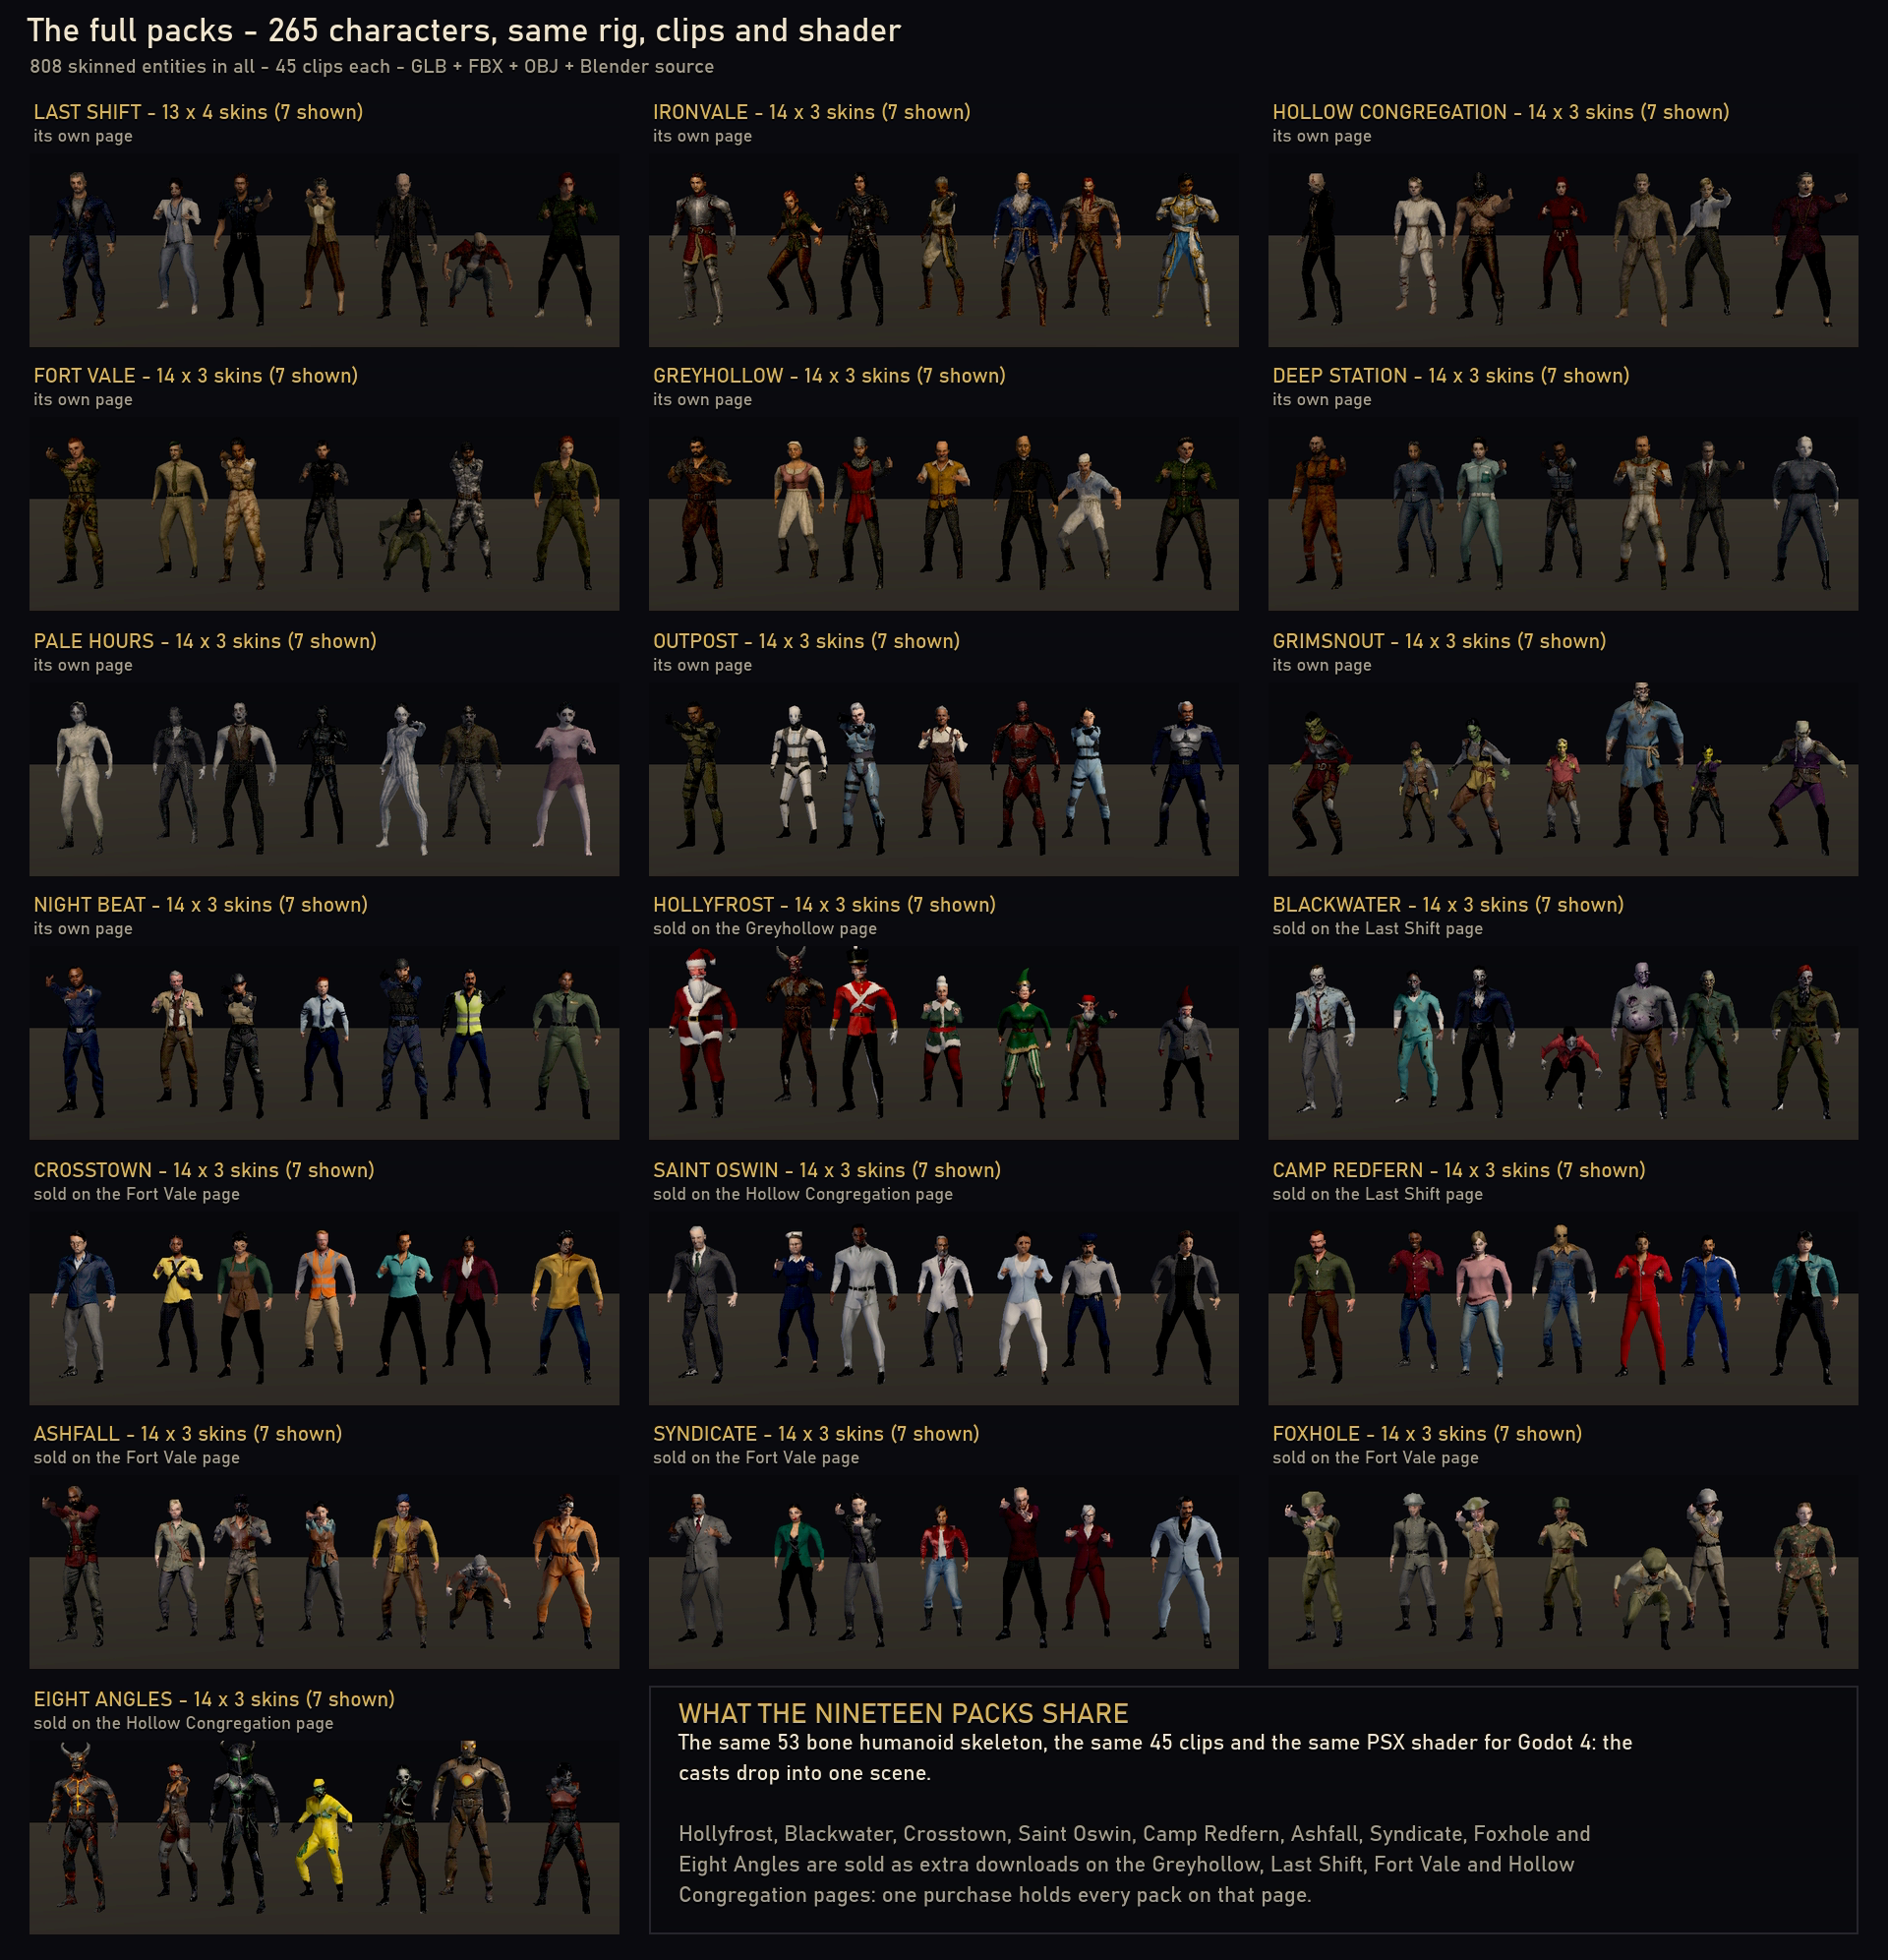 The full packs - 265 characters, same rig, clips and shader
808 skinned entities in all - 45 clips each - GLB + FBX + OBJ + Blender source
LAST SHIFT - 13 x 4 skins (7 shown)
its own page
IRONVALE - 14 x 3 skins (7 shown)
its own page
HOLLOW CONGREGATION - 14 x 3 skins (7 shown)
its own page
FORT VALE - 14 x 3 skins (7 shown)
its own page
GREYHOLLOW - 14 x 3 skins (7 shown)
its own page
DEEP STATION - 14 x 3 skins (7 shown)
its own page
PALE HOURS - 14 x 3 skins (7 shown)
its own page
OUTPOST - 14 x 3 skins (7 shown)
its own page
GRIMSNOUT - 14 x 3 skins (7 shown)
its own page
NIGHT BEAT - 14 x 3 skins (7 shown)
its own page
HOLLYFROST - 14 x 3 skins (7 shown)
sold on the Greyhollow page
BLACKWATER - 14 x 3 skins (7 shown)
sold on the Last Shift page
CROSSTOWN - 14 x 3 skins (7 shown)
sold on the Fort Vale page
SAINT OSWIN - 14 x 3 skins (7 shown)
sold on the Hollow Congregation page
CAMP REDFERN - 14 x 3 skins (7 shown)
sold on the Last Shift page
ASHFALL - 14 x 3 skins (7 shown)
sold on the Fort Vale page
SYNDICATE - 14 x 3 skins (7 shown)
sold on the Fort Vale page
FOXHOLE - 14 x 3 skins (7 shown)
sold on the Fort Vale page
EIGHT ANGLES - 14 x 3 skins (7 shown)
sold on the Hollow Congregation page
WHAT THE NINETEEN PACKS SHARE
The same 53 bone humanoid skeleton, the same 45 clips and the same PSX shader for Godot 4: the
casts drop into one scene.
Hollyfrost, Blackwater, Crosstown, Saint Oswin, Camp Redfern, Ashfall, Syndicate, Foxhole and
Eight Angles are sold as extra downloads on the Greyhollow, Last Shift, Fort Vale and Hollow
Congregation pages: one purchase holds every pack on that page.